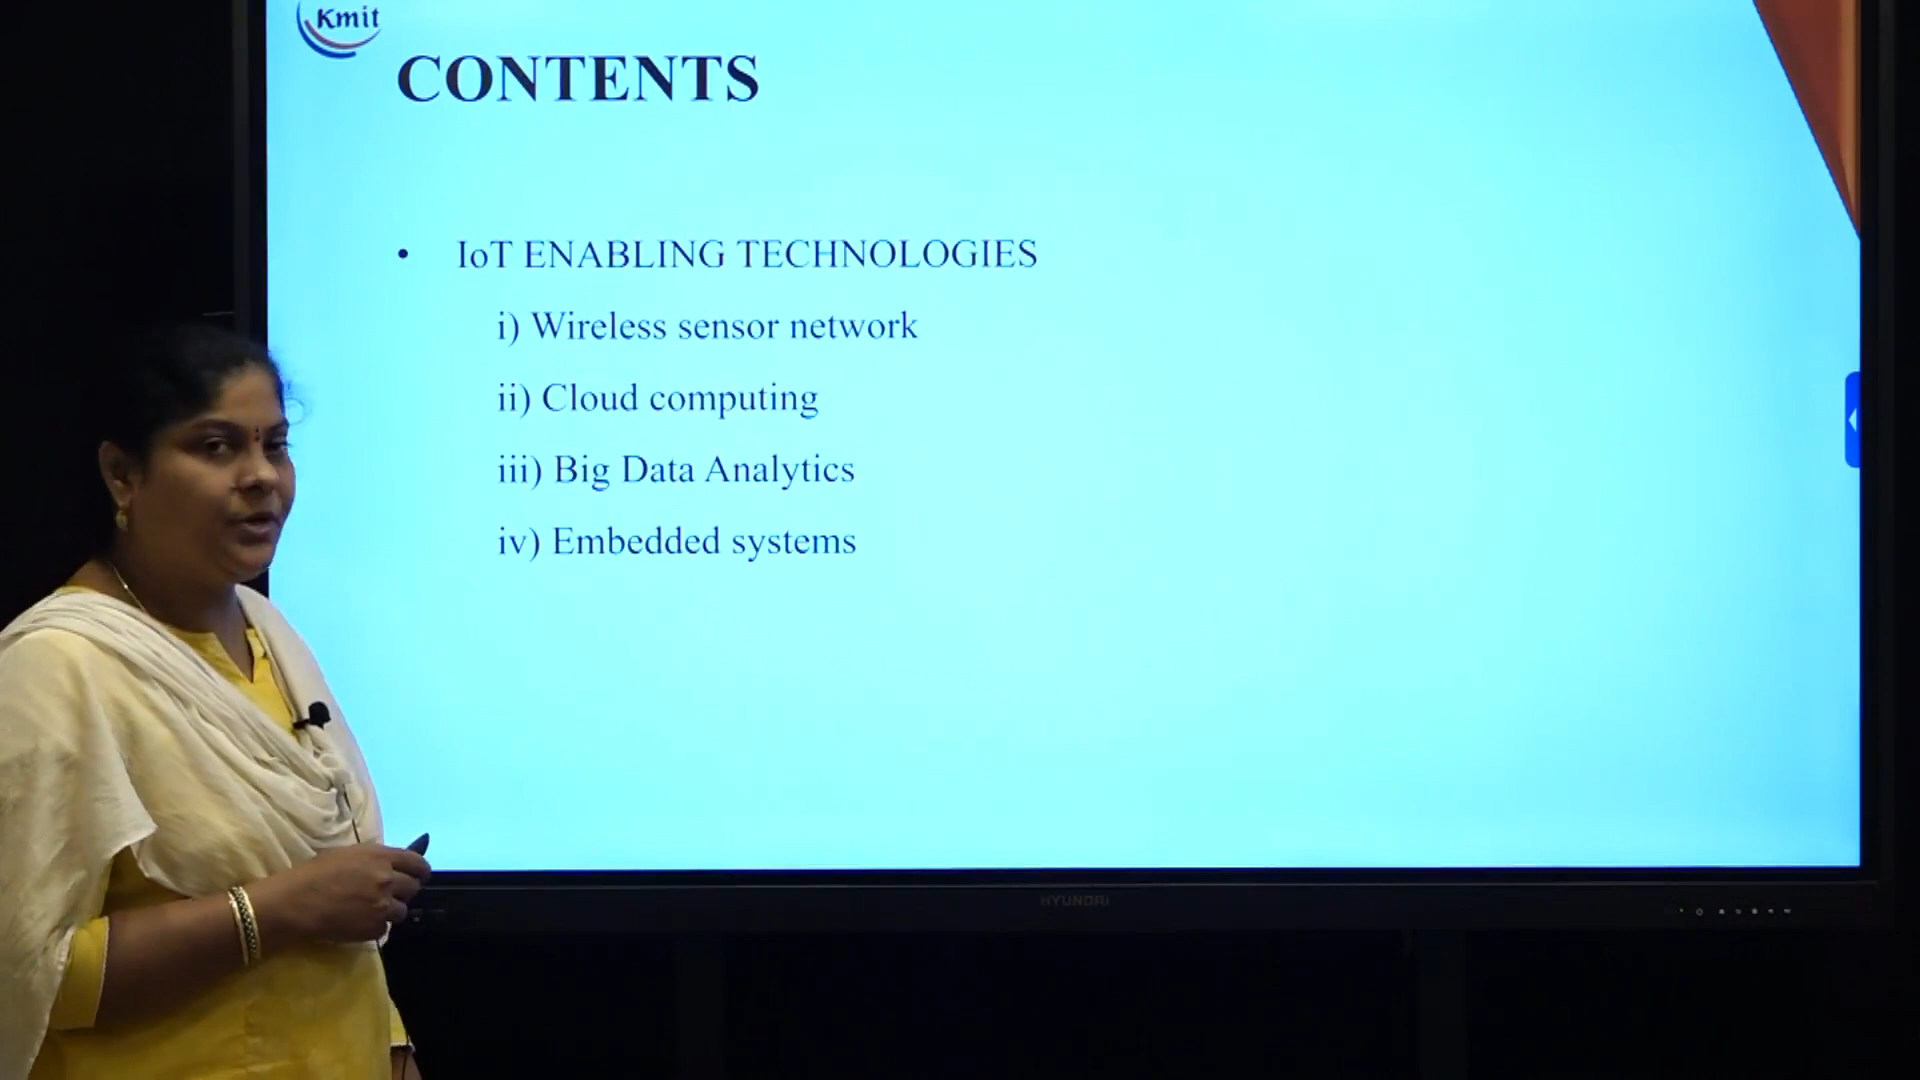 Kmit
CONTENTS
• IoT ENABLING TECHNOLOGIES
i) Wireless sensor network
ii) Cloud computing
iii) Big Data Analytics
iv) Embedded systems
HYUNDAI